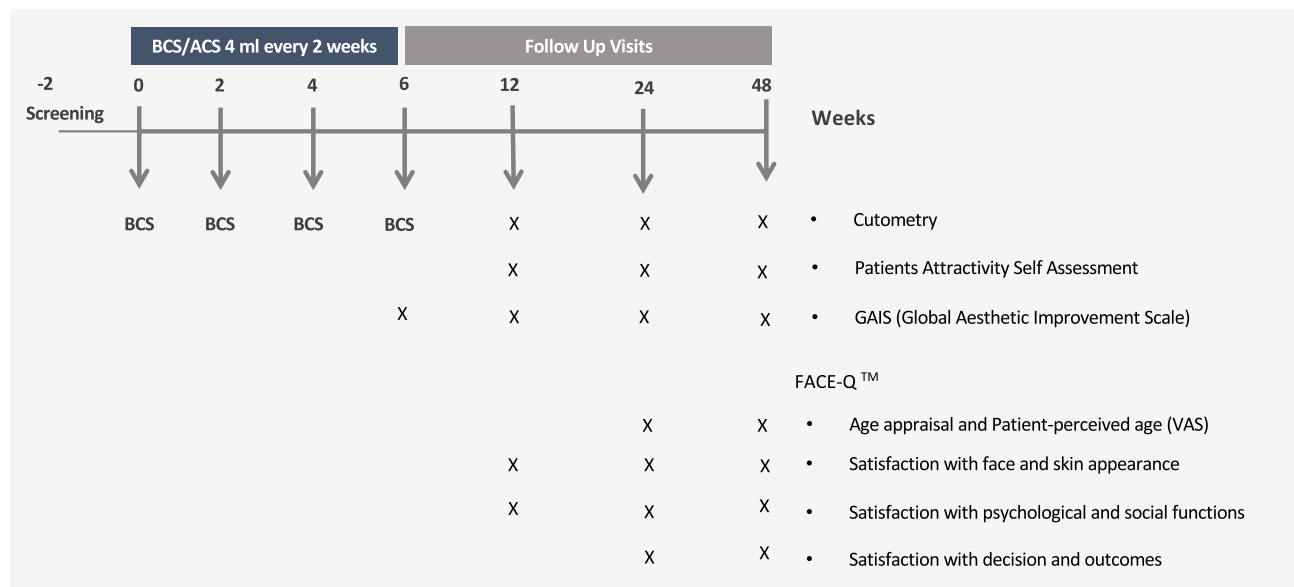 BCS/ACS 4 ml every 2 weeks Follow Up Visits
-2 0 2 4 6 12 24 48
Screening Weeks
BCS BCS BCS BCS X X X • Cutometry
X X X • Patients Attractivity Self Assessment
X X X X • GAIS (Global Aesthetic Improvement Scale)
FACE-Q TM
X X • Age appraisal and Patient-perceived age (VAS)
X X X • Satisfaction with face and skin appearance
X X X • Satisfaction with psychological and social functions
X X • Satisfaction with decision and outcomes